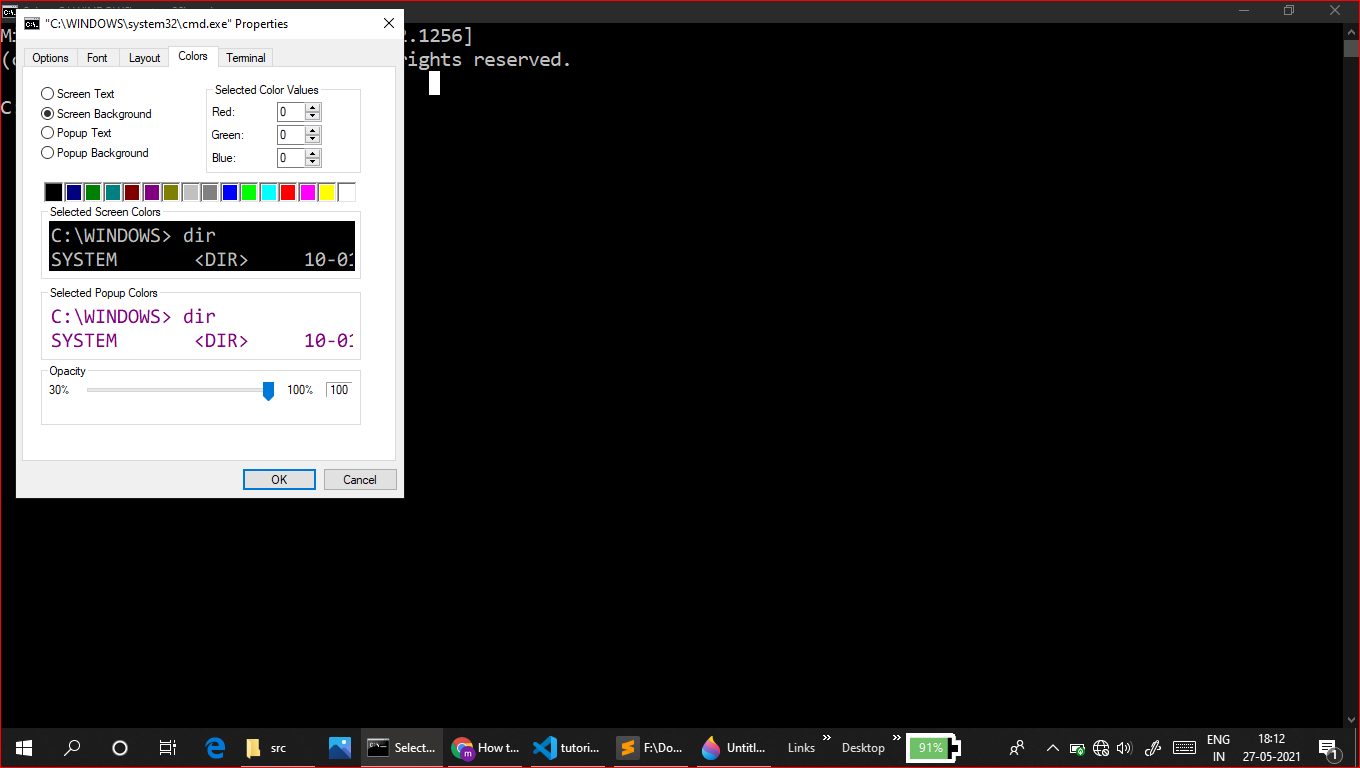 "C:\WINDOWS\system32\cmd.exe" Properties
2.1256]
rights reserved.
Options Font Layout Colors Terminal
Screen Text
Screen Background
Popup Text
Popup Background
Selected Color Values
Red: 0
Green: 0
Blue: 0
Selected Screen Colors
C:\WINDOWS> dir
SYSTEM <DIR> 10-01
Selected Popup Colors
C:\WINDOWS> dir
SYSTEM <DIR> 10-01
Opacity
30% 100% 100
OK Cancel
src
Select...
How t...
tutori...
F:\Do...
Untitl...
Links
Desktop
91%
ENG
IN
18:12
27-05-2021
1